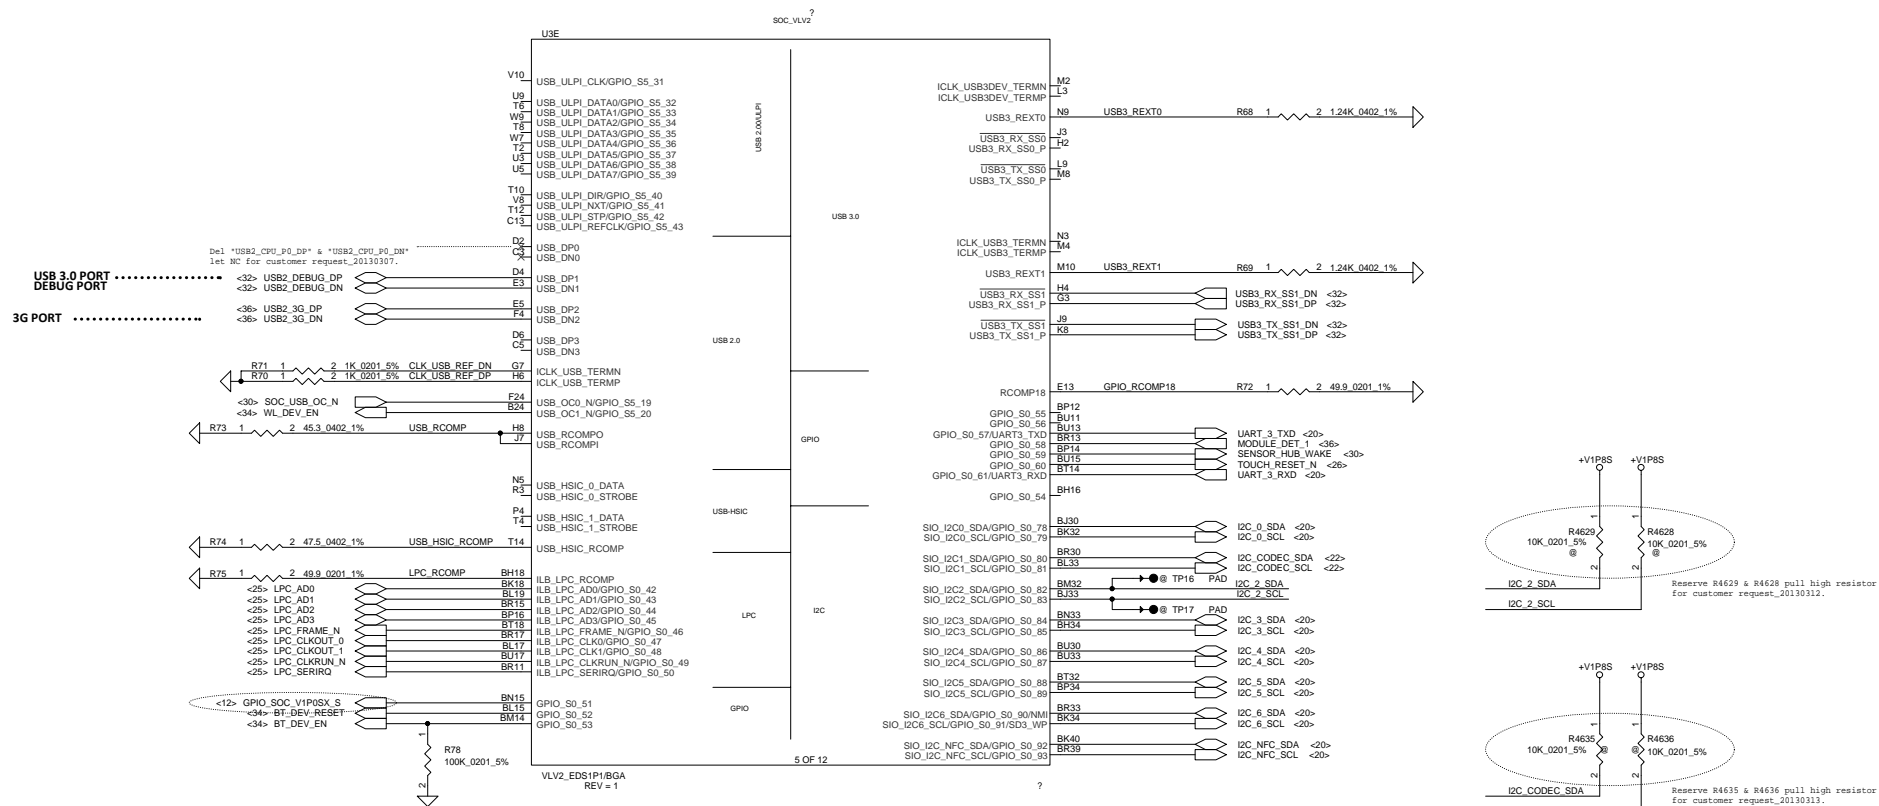 ?
SOC_VLV2
U3E
V10 USB_ULPI_CLK/GPIO_S5_31
U9 USB_ULPI_DATA0/GPIO_S5_32
T6 USB_ULPI_DATA1/GPIO_S5_33
W9 USB_ULPI_DATA2/GPIO_S5_34
T8 USB_ULPI_DATA3/GPIO_S5_35
W7 USB_ULPI_DATA4/GPIO_S5_36
T2 USB_ULPI_DATA5/GPIO_S5_37
U3 USB_ULPI_DATA6/GPIO_S5_38
U5 USB_ULPI_DATA7/GPIO_S5_39
T10 USB_ULPI_DIR/GPIO_S5_40
V8 USB_ULPI_NXT/GPIO_S5_41
T12 USB_ULPI_STP/GPIO_S5_42
C13 USB_ULPI_REFCLK/GPIO_S5_43
USB 2.00/ULPI
Del "USB2_CPU_P0_DP" & "USB2_CPU_P0_DN"
let NC for customer request_20130307.
D2 USB_DP0
C3 USB_DN0
USB 3.0 PORT
DEBUG PORT
<32> USB2_DEBUG_DP D4 USB_DP1
<32> USB2_DEBUG_DN E3 USB_DN1
3G PORT
<36> USB2_3G_DP E5 USB_DP2
<36> USB2_3G_DN F4 USB_DN2
D6 USB_DP3
C5 USB_DN3
USB 2.0
R71 1 2 1K_0201_5% CLK_USB_REF_DN G7 ICLK_USB_TERMN
R70 1 2 1K_0201_5% CLK_USB_REF_DP H6 ICLK_USB_TERMP
<30> SOC_USB_OC_N F24 USB_OC0_N/GPIO_S5_19
<34> WL_DEV_EN B24 USB_OC1_N/GPIO_S5_20
R73 1 2 45.3_0402_1% USB_RCOMP H8 USB_RCOMPO
J7 USB_RCOMPI
GPIO
N5 USB_HSIC_0_DATA
R3 USB_HSIC_0_STROBE
P4 USB_HSIC_1_DATA
T4 USB_HSIC_1_STROBE
USB-HSIC
R74 1 2 47.5_0402_1% USB_HSIC_RCOMP T14 USB_HSIC_RCOMP
R75 1 2 49.9_0201_1% LPC_RCOMP BH18 ILB_LPC_RCOMP
<25> LPC_AD0 BK18 ILB_LPC_AD0/GPIO_S0_42
<25> LPC_AD1 BL19 ILB_LPC_AD1/GPIO_S0_43
<25> LPC_AD2 BR15 ILB_LPC_AD2/GPIO_S0_44
<25> LPC_AD3 BP16 ILB_LPC_AD3/GPIO_S0_45
<25> LPC_FRAME_N BT18 ILB_LPC_FRAME_N/GPIO_S0_46
<25> LPC_CLKOUT_0 BR17 ILB_LPC_CLK0/GPIO_S0_47
<25> LPC_CLKOUT_1 BL17 ILB_LPC_CLK1/GPIO_S0_48
<25> LPC_CLKRUN_N BU17 ILB_LPC_CLKRUN_N/GPIO_S0_49
<25> LPC_SERIRQ BR11 ILB_LPC_SERIRQ/GPIO_S0_50
LPC
<12> GPIO_SOC_V1P0SX_S BN15 GPIO_S0_51
<34> BT_DEV_RESET BL15 GPIO_S0_52
<34> BT_DEV_EN BM14 GPIO_S0_53
GPIO
1
R78
100K_0201_5%
2
VLV2_EDS1P1/BGA
REV = 1
5 OF 12
?
USB 3.0
ICLK_USB3DEV_TERMN M2
ICLK_USB3DEV_TERMP L3
USB3_REXT0 N9 USB3_REXT0 R68 1 2 1.24K_0402_1%
USB3_RX_SS0 J3
USB3_RX_SS0_P H2
USB3_TX_SS0 L9
USB3_TX_SS0_P M8
ICLK_USB3_TERMN N3
ICLK_USB3_TERMP M4
USB3_REXT1 M10 USB3_REXT1 R69 1 2 1.24K_0402_1%
USB3_RX_SS1 H4 USB3_RX_SS1_DN <32>
USB3_RX_SS1_P G3 USB3_RX_SS1_DP <32>
USB3_TX_SS1 J9 USB3_TX_SS1_DN <32>
USB3_TX_SS1_P K8 USB3_TX_SS1_DP <32>
RCOMP18 E13 GPIO_RCOMP18 R72 1 2 49.9_0201_1%
GPIO_S0_55 BP12
GPIO_S0_56 BU11
GPIO_S0_57/UART3_TXD BU13 UART_3_TXD <20>
GPIO_S0_58 BR13 MODULE_DET_1 <36>
GPIO_S0_59 BP14 SENSOR_HUB_WAKE <30>
GPIO_S0_60 BU15 TOUCH_RESET_N <26>
GPIO_S0_61/UART3_RXD BT14 UART_3_RXD <20>
GPIO_S0_54 BH16
I2C
SIO_I2C0_SDA/GPIO_S0_78 BJ30 I2C_0_SDA <20>
SIO_I2C0_SCL/GPIO_S0_79 BK32 I2C_0_SCL <20>
SIO_I2C1_SDA/GPIO_S0_80 BR30 I2C_CODEC_SDA <22>
SIO_I2C1_SCL/GPIO_S0_81 BL33 I2C_CODEC_SCL <22>
@ TP16 PAD
SIO_I2C2_SDA/GPIO_S0_82 BM32 I2C_2_SDA
SIO_I2C2_SCL/GPIO_S0_83 BJ33 I2C_2_SCL
@ TP17 PAD
SIO_I2C3_SDA/GPIO_S0_84 BN33 I2C_3_SDA <20>
SIO_I2C3_SCL/GPIO_S0_85 BH34 I2C_3_SCL <20>
SIO_I2C4_SDA/GPIO_S0_86 BU30 I2C_4_SDA <20>
SIO_I2C4_SCL/GPIO_S0_87 BU33 I2C_4_SCL <20>
SIO_I2C5_SDA/GPIO_S0_88 BT32 I2C_5_SDA <20>
SIO_I2C5_SCL/GPIO_S0_89 BP34 I2C_5_SCL <20>
SIO_I2C6_SDA/GPIO_S0_90/NMI BR33 I2C_6_SDA <20>
SIO_I2C6_SCL/GPIO_S0_91/SD3_WP BK34 I2C_6_SCL <20>
SIO_I2C_NFC_SDA/GPIO_S0_92 BK40 I2C_NFC_SDA <20>
SIO_I2C_NFC_SCL/GPIO_S0_93 BR39 I2C_NFC_SCL <20>
+V1P8S +V1P8S
1 1
R4629 R4628
10K_0201_5% 10K_0201_5%
@ @
2 2
I2C_2_SDA
I2C_2_SCL
Reserve R4629 & R4628 pull high resistor
for customer request_20130312.
+V1P8S +V1P8S
1 1
R4635 R4636
10K_0201_5% @ @ 10K_0201_5%
2 2
I2C_CODEC_SDA
Reserve R4635 & R4636 pull high resistor
for customer request_20130313.